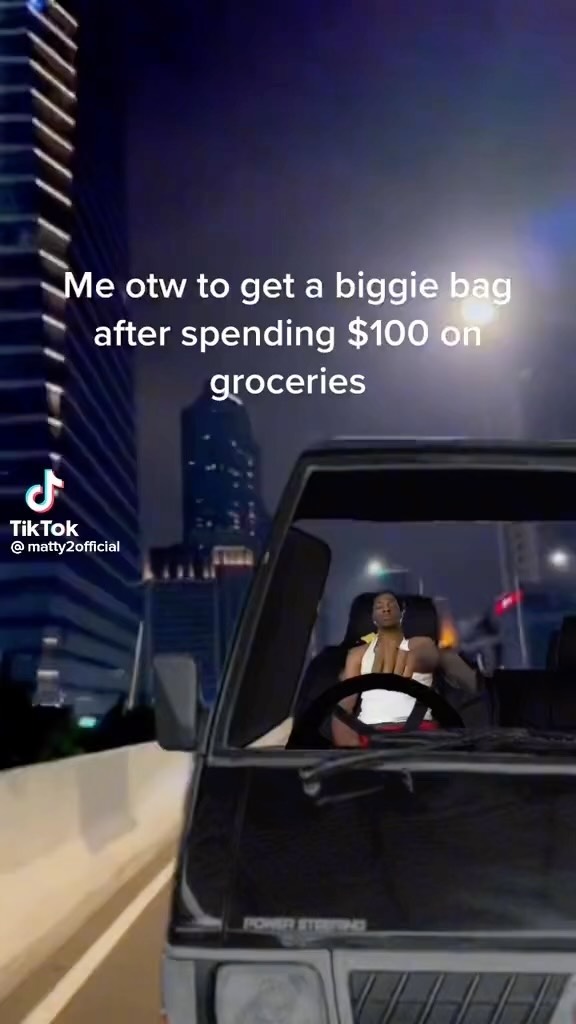 Me otw to get a biggie bag
after spending $100 on
groceries
TikTok
@ matty2official
POWER STEERING